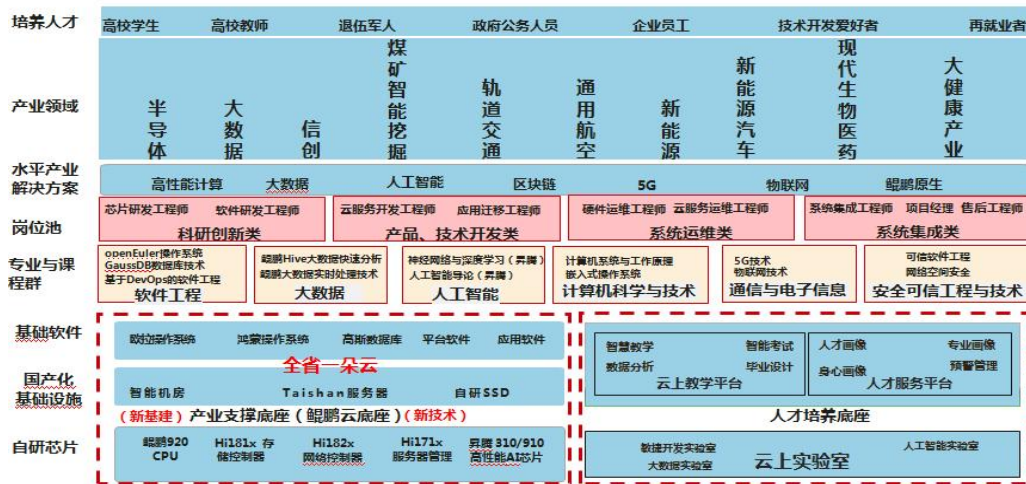 培养人才
高校学生 高校教师 退伍军人 政府公务人员 企业员工 技术开发爱好者 再就业者
产业领域
半导体 大数据 信创 煤矿智能挖掘 轨道交通 通用航空 新能源 新能源汽车 现代生物医药 大健康产业
水平产业
解决方案
高性能计算 大数据 人工智能 区块链 5G 物联网 鲲鹏原生
岗位池
芯片研发工程师 软件研发工程师
科研创新类
云服务开发工程师 应用迁移工程师
产品、技术开发类
硬件运维工程师 云服务运维工程师
系统运维类
系统集成工程师 项目经理 售后工程师
系统集成类
专业与课
程群
openEuler操作系统
GaussDB数据库技术
基于DevOps的软件工程
软件工程
鲲鹏Hive大数据快速分析
鲲鹏大数据实时处理技术
大数据
神经网络与深度学习(昇腾)
人工智能导论(昇腾)
人工智能
计算机系统与工作原理
嵌入式操作系统
计算机科学与技术
5G技术
物联网技术
通信与电子信息
可信软件工程
网络空间安全
安全可信工程与技术
基础软件
欧拉操作系统 鸿蒙操作系统 高斯数据库 平台软件 应用软件
全省一朵云
国产化
基础设施
智能机房 Taishan服务器 自研SSD
(新基建)产业支撑底座(鲲鹏云底座)(新技术)
自研芯片
鲲鹏920
CPU
Hi181x 存
储控制器
Hi182x
网络控制器
Hi171x
服务器管理
昇腾 310/910
高性能AI芯片
智慧教学 智能考试
数据分析 毕业设计
云上教学平台
人才画像 专业画像
身心画像 预警管理
人才服务平台
人才培养底座
敏捷开发实验室
大数据实验室
云上实验室
人工智能实验室